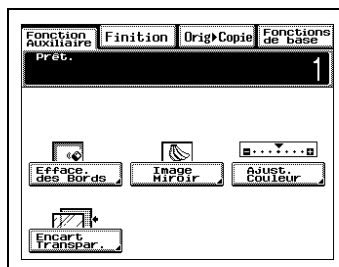 Fonction Auxiliaire
Finition
Orig▸Copie
Fonctions de base
Prêt.
1
Efface. des Bords
Image Miroir
Ajust. Couleur
Encart Transpar.